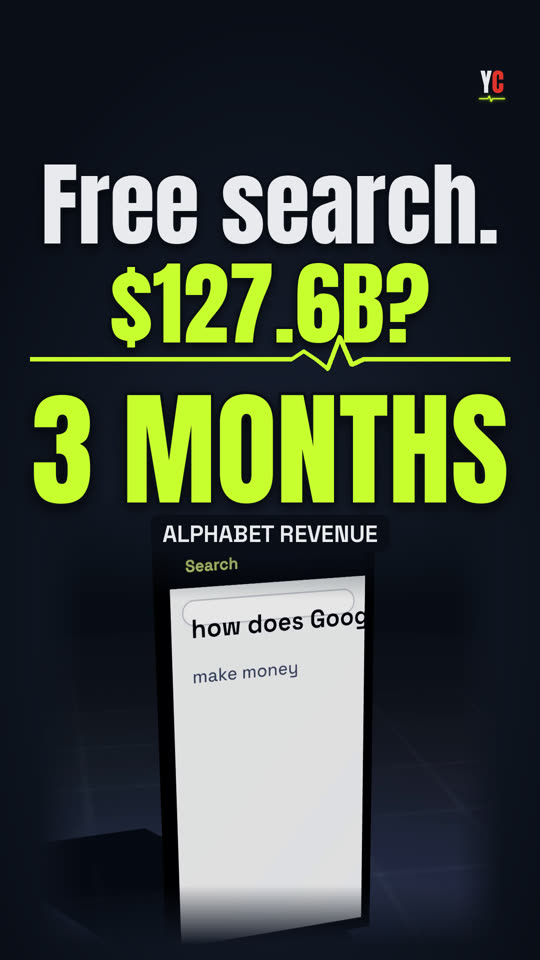 YC
Free search.
$127.6B?
3 MONTHS
ALPHABET REVENUE
Search
how does Goog
make money